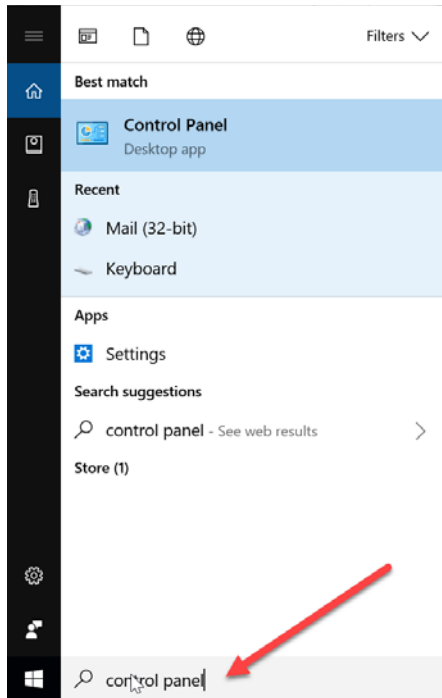 Filters
Best match
Control Panel
Desktop app
Recent
Mail (32-bit)
Keyboard
Apps
Settings
Search suggestions
control panel - See web results
Store (1)
control panel